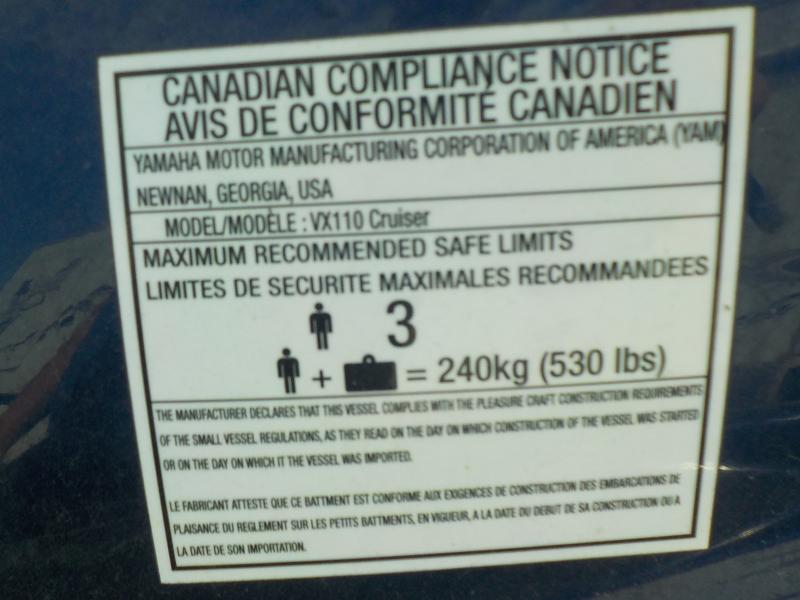 CANADIAN COMPLIANCE NOTICE
AVIS DE CONFORMITÉ CANADIEN
YAMAHA MOTOR MANUFACTURING CORPORATION OF AMERICA (YAM)
NEWNAN, GEORGIA, USA
MODEL/MODÈLE : VX110 Cruiser
MAXIMUM RECOMMENDED SAFE LIMITS
LIMITES DE SECURITE MAXIMALES RECOMMANDEES
3
+ = 240kg (530 lbs)
THE MANUFACTURER DECLARES THAT THIS VESSEL COMPLIES WITH THE PLEASURE CRAFT CONSTRUCTION REQUIREMENTS
OF THE SMALL VESSEL REGULATIONS, AS THEY READ ON THE DAY ON WHICH CONSTRUCTION OF THE VESSEL WAS STARTED
OR ON THE DAY ON WHICH IT THE VESSEL WAS IMPORTED.
LE FABRICANT ATTESTE QUE CE BATTMENT EST CONFORME AUX EXIGENCES DE CONSTRUCTION DES EMBARCATIONS DE
PLAISANCE DU REGLEMENT SUR LES PETITS BATTMENTS, EN VIGUEUR, A LA DATE DU DEBUT DE SA CONSTRUCTION OU A
LA DATE DE SON IMPORTATION.